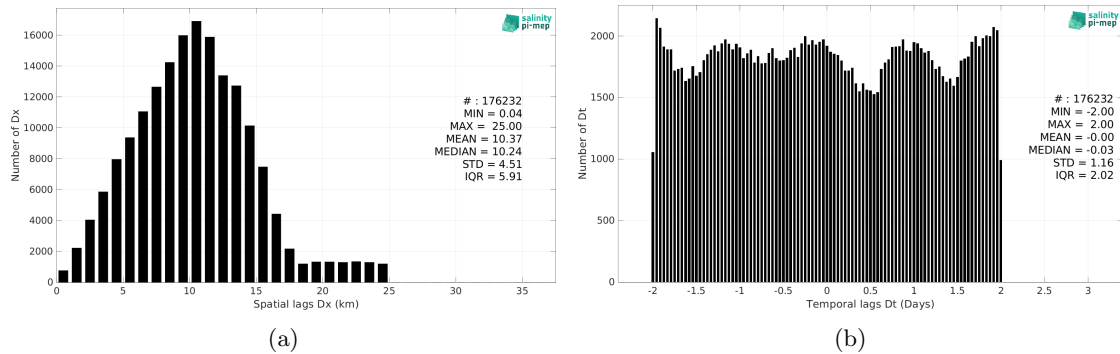 salinity
pi-mep
Number of Dx
16000
14000
12000
10000
8000
6000
4000
2000
0
# : 176232
MIN = 0.04
MAX = 25.00
MEAN = 10.37
MEDIAN = 10.24
STD = 4.51
IQR = 5.91
0 5 10 15 20 25 30 35
Spatial lags Dx (km)
(a)
salinity
pi-mep
Number of Dt
2000
1500
1000
500
0
# : 176232
MIN = -2.00
MAX = 2.00
MEAN = -0.00
MEDIAN = -0.03
STD = 1.16
IQR = 2.02
-2 -1.5 -1 -0.5 0 0.5 1 1.5 2 2.5 3
Temporal lags Dt (Days)
(b)